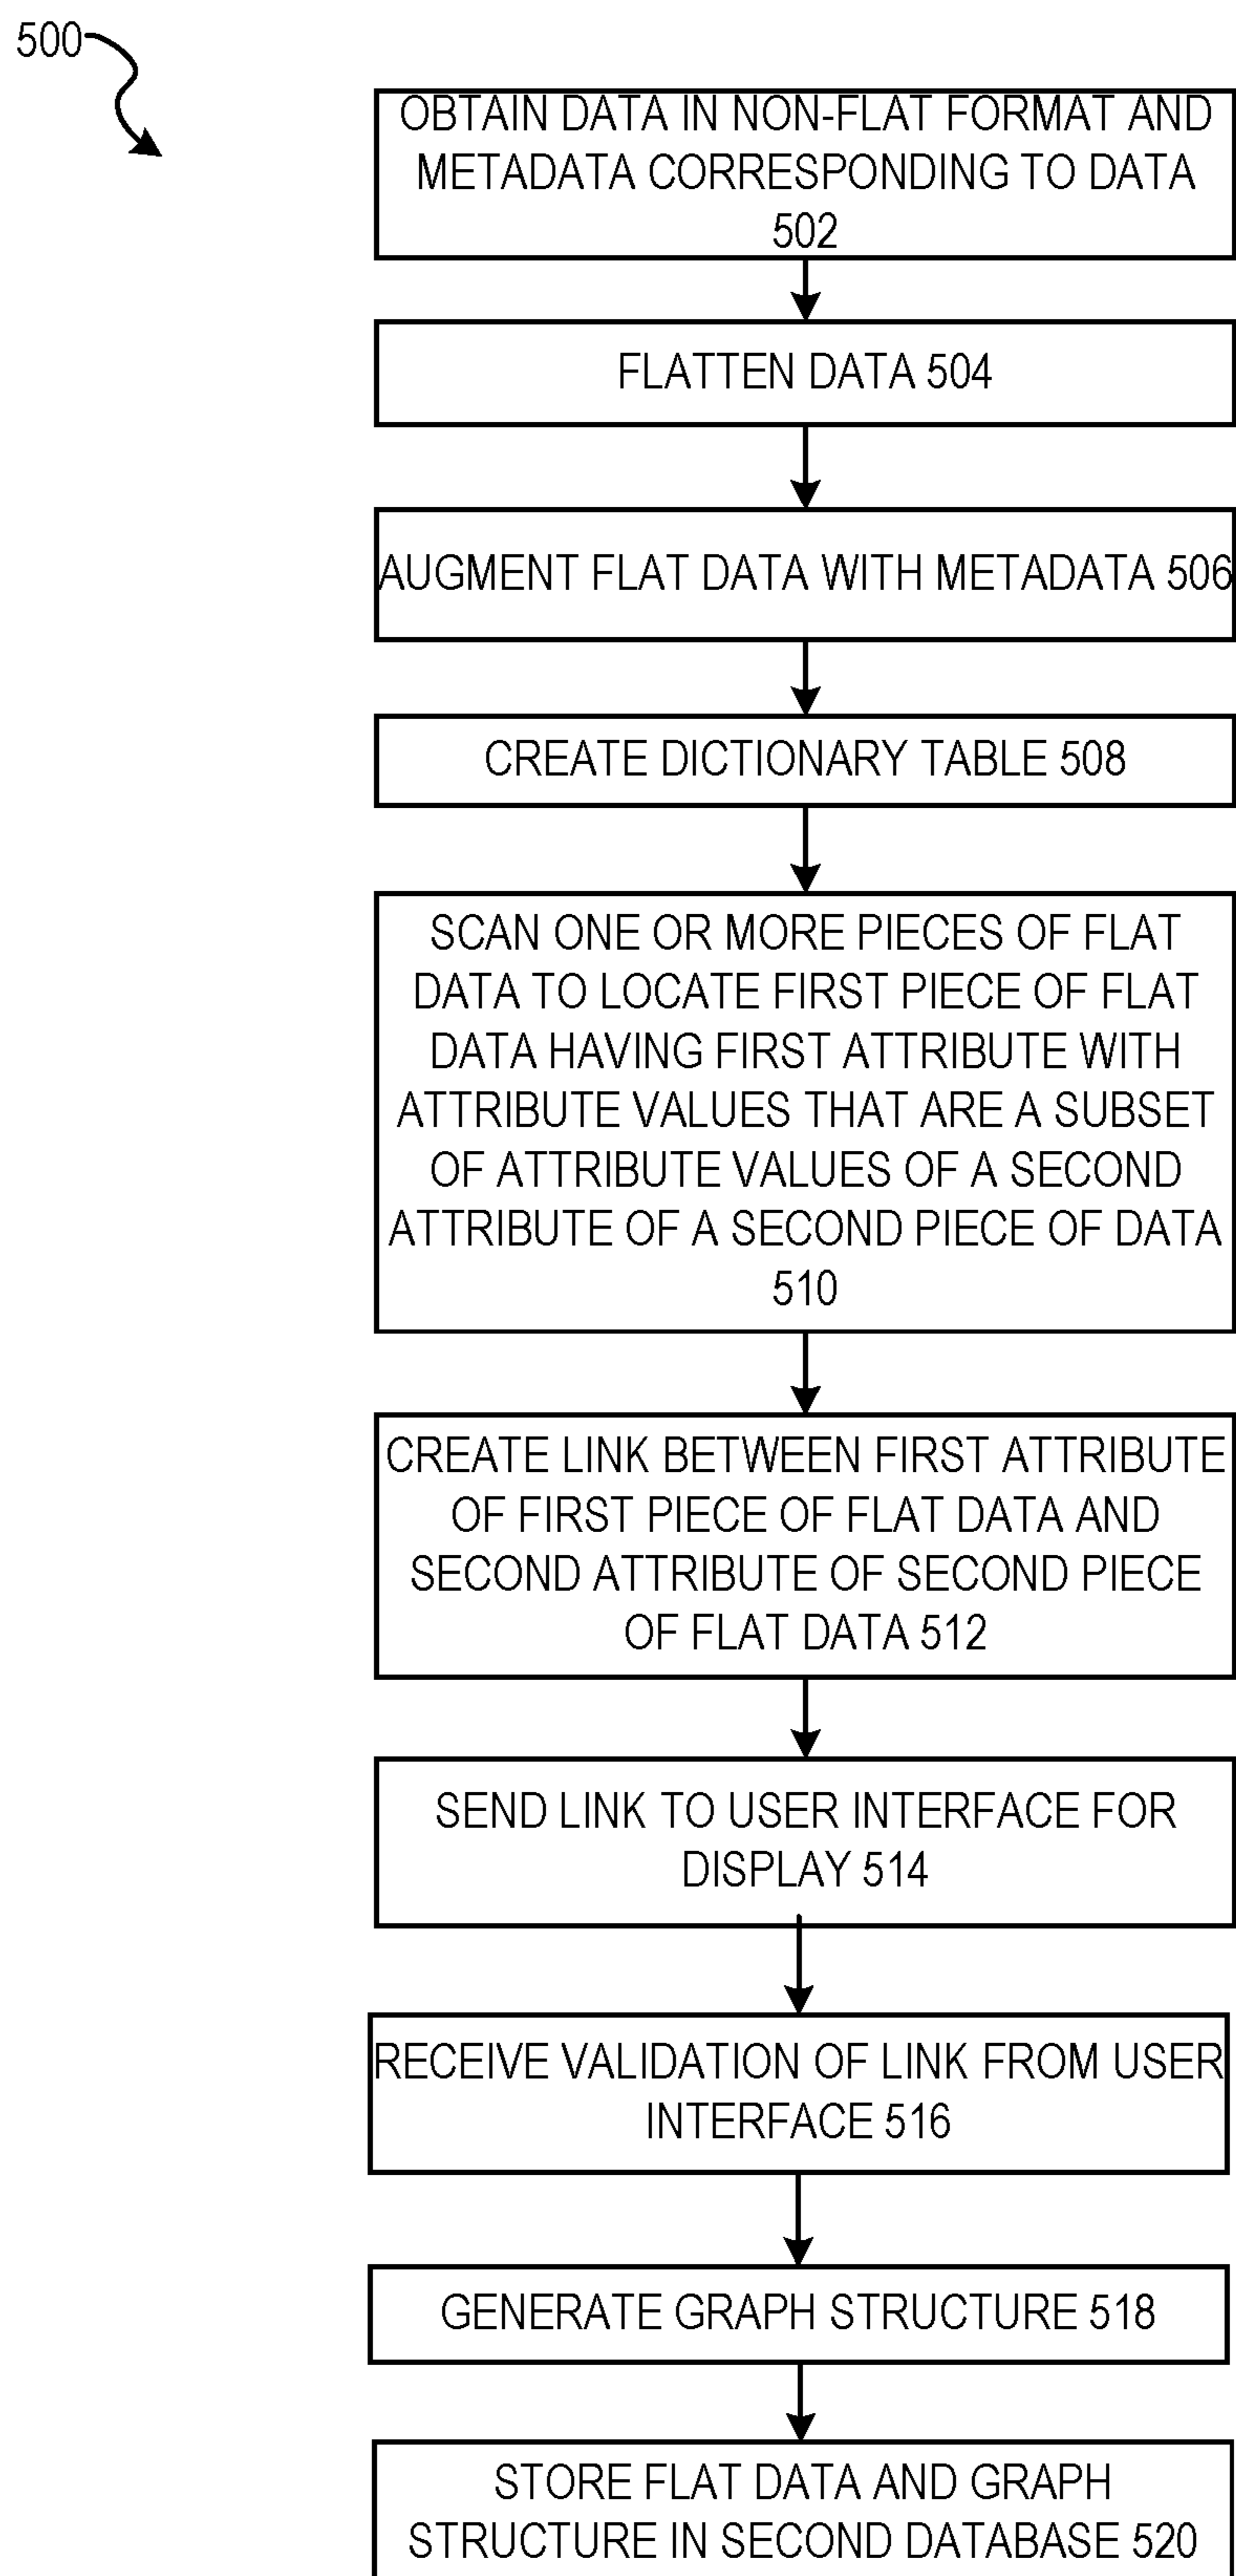 500
OBTAIN DATA IN NON-FLAT FORMAT AND
METADATA CORRESPONDING TO DATA
502
FLATTEN DATA 504
AUGMENT FLAT DATA WITH METADATA 506
CREATE DICTIONARY TABLE 508
SCAN ONE OR MORE PIECES OF FLAT
DATA TO LOCATE FIRST PIECE OF FLAT
DATA HAVING FIRST ATTRIBUTE WITH
ATTRIBUTE VALUES THAT ARE A SUBSET
OF ATTRIBUTE VALUES OF A SECOND
ATTRIBUTE OF A SECOND PIECE OF DATA
510
CREATE LINK BETWEEN FIRST ATTRIBUTE
OF FIRST PIECE OF FLAT DATA AND
SECOND ATTRIBUTE OF SECOND PIECE
OF FLAT DATA 512
SEND LINK TO USER INTERFACE FOR
DISPLAY 514
RECEIVE VALIDATION OF LINK FROM USER
INTERFACE 516
GENERATE GRAPH STRUCTURE 518
STORE FLAT DATA AND GRAPH
STRUCTURE IN SECOND DATABASE 520